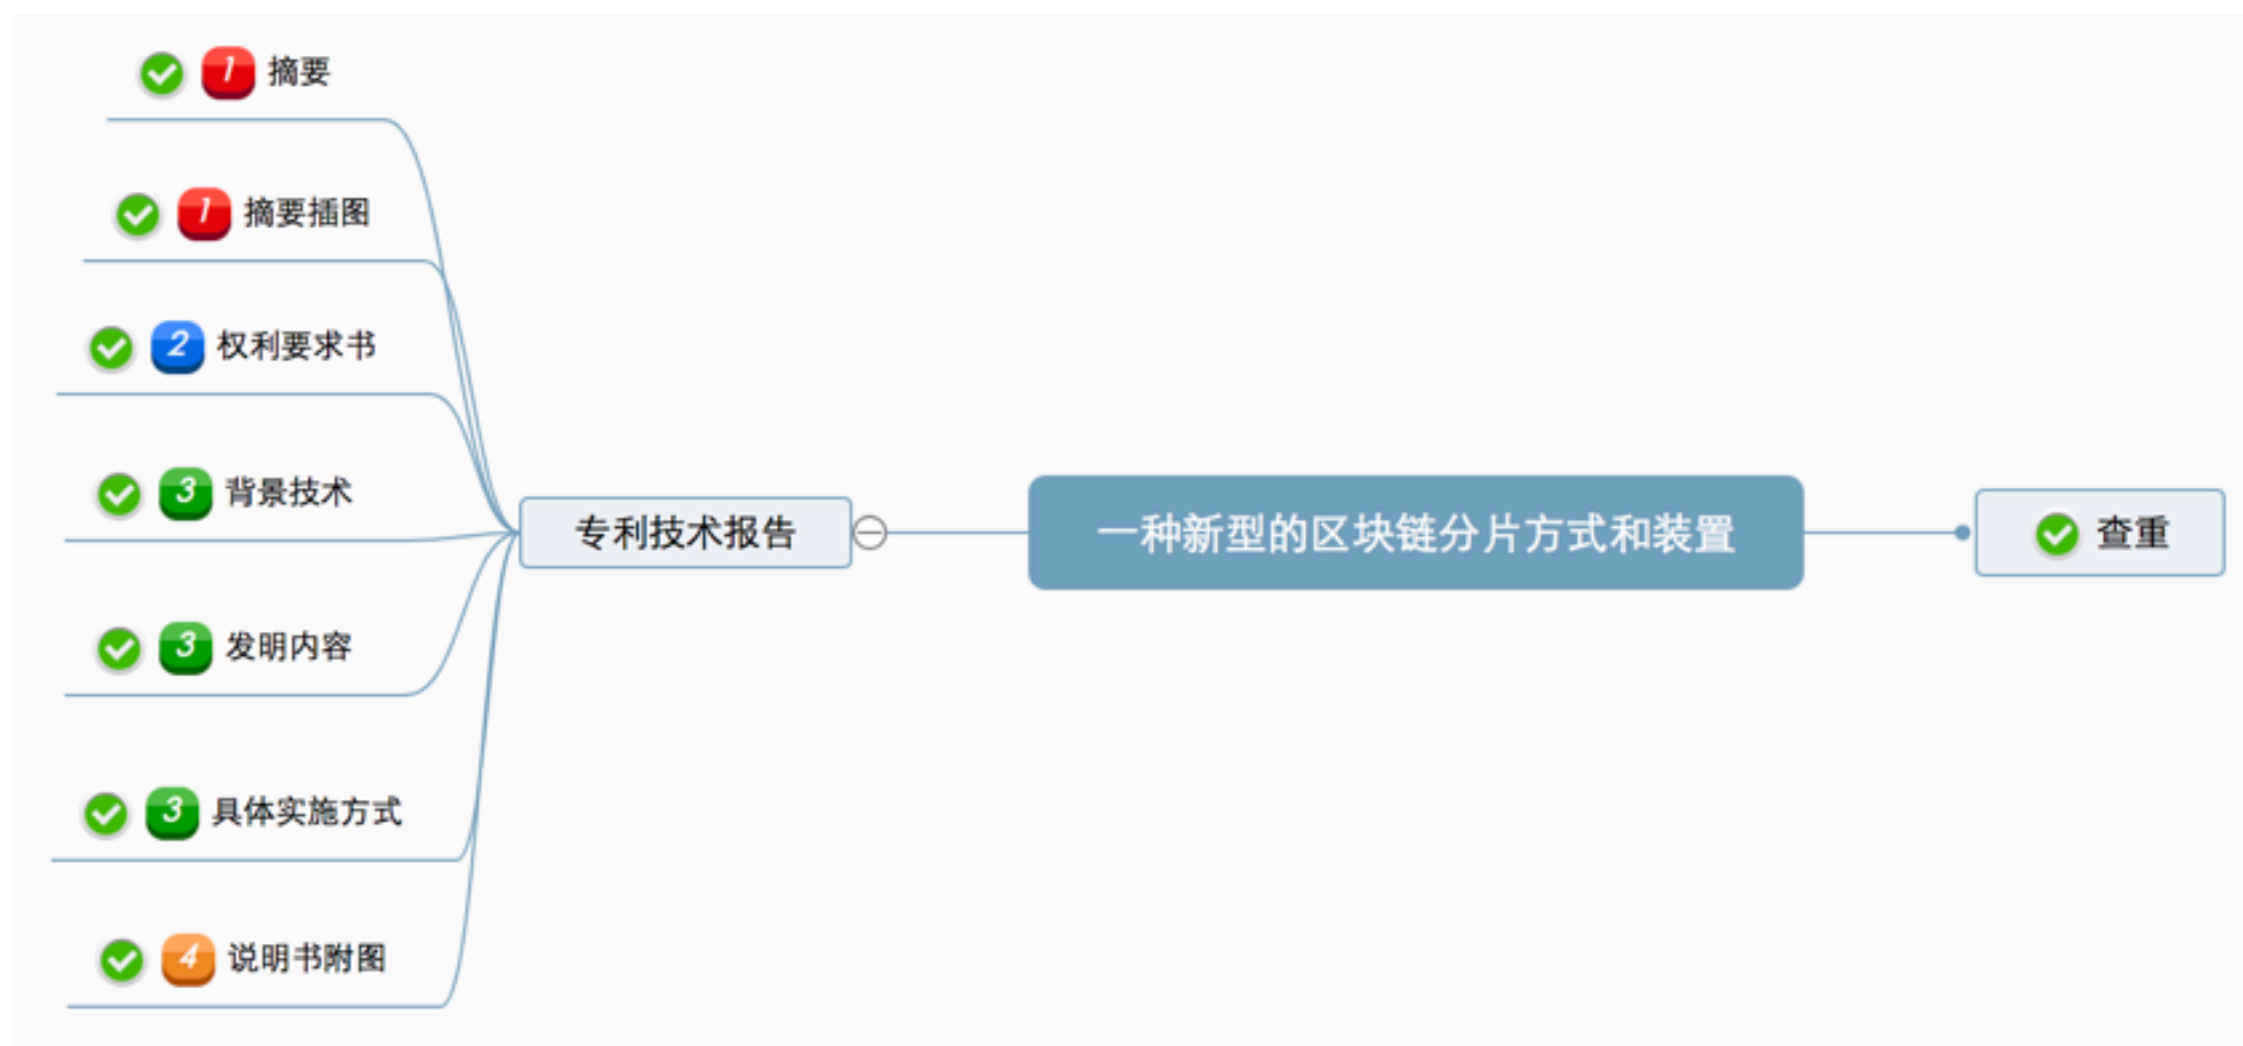 1 摘要
1 摘要插图
2 权利要求书
3 背景技术
专利技术报告
一种新型的区块链分片方式和装置
查重
3 发明内容
3 具体实施方式
4 说明书附图